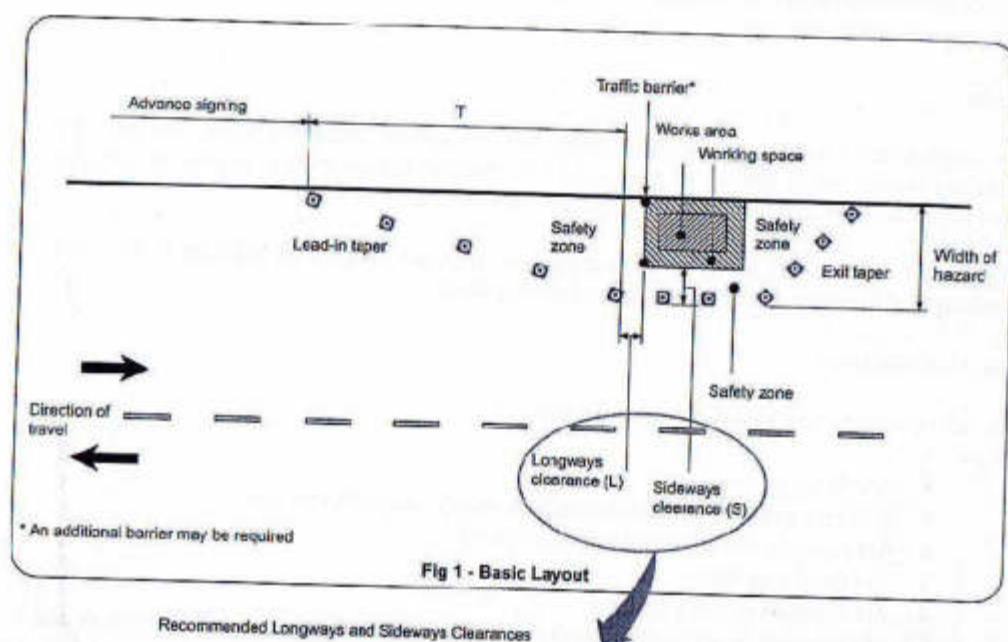 Traffic barrier*
Advance signing
T
Works area
Working space
Lead-in taper
Safety
zone
Safety
zone
Exit taper
Width of
hazard
Safety zone
Direction of
travel
Longways
clearance (L)
Sideways
clearance (S)
* An additional barrier may be required
Fig 1 - Basic Layout
Recommended Longways and Sideways Clearances